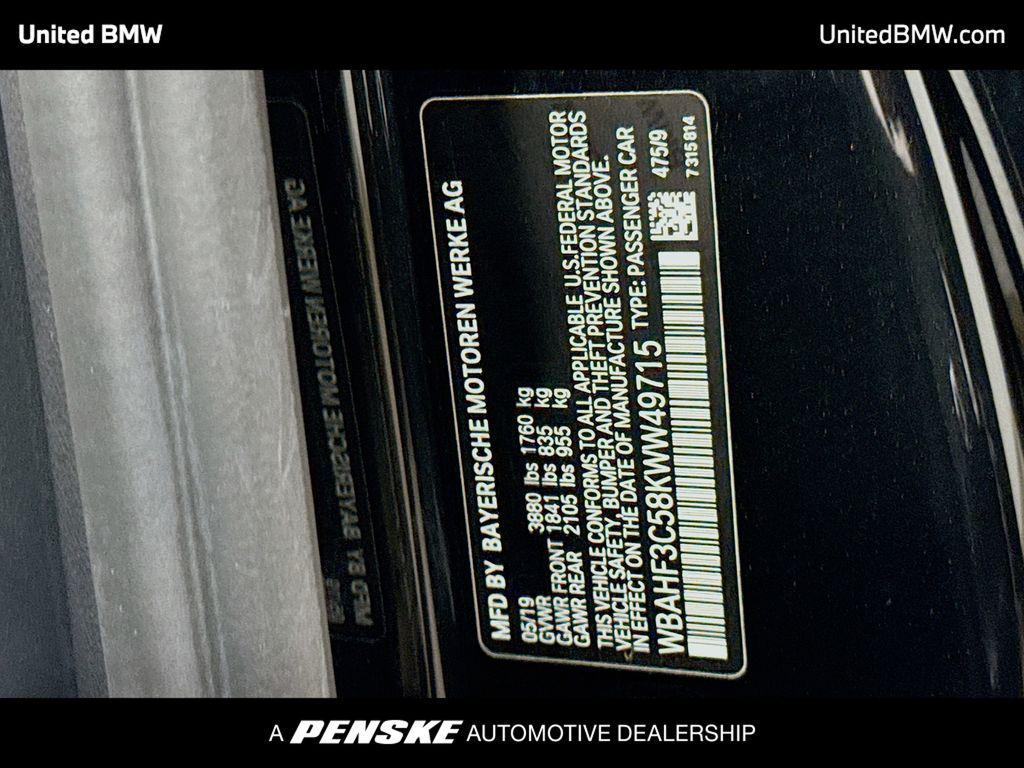 United BMW
UnitedBMW.com
MFD BY BAYERISCHE MOTOREN WERKE AG
05/19
GVWR 3880 lbs 1760 kg
GAWR FRONT 1841 lbs 835 kg
GAWR REAR 2105 lbs 955 kg
THIS VEHICLE CONFORMS TO ALL APPLICABLE U.S.FEDERAL MOTOR
VEHICLE SAFETY, BUMPER AND THEFT PREVENTION STANDARDS
IN EFFECT ON THE DATE OF MANUFACTURE SHOWN ABOVE.
WBAHF3C58KWW49715 TYPE: PASSENGER CAR
475/9
7315814
MFD BY BAYERISCHE MOTOREN WERKE AG
A PENSKE AUTOMOTIVE DEALERSHIP